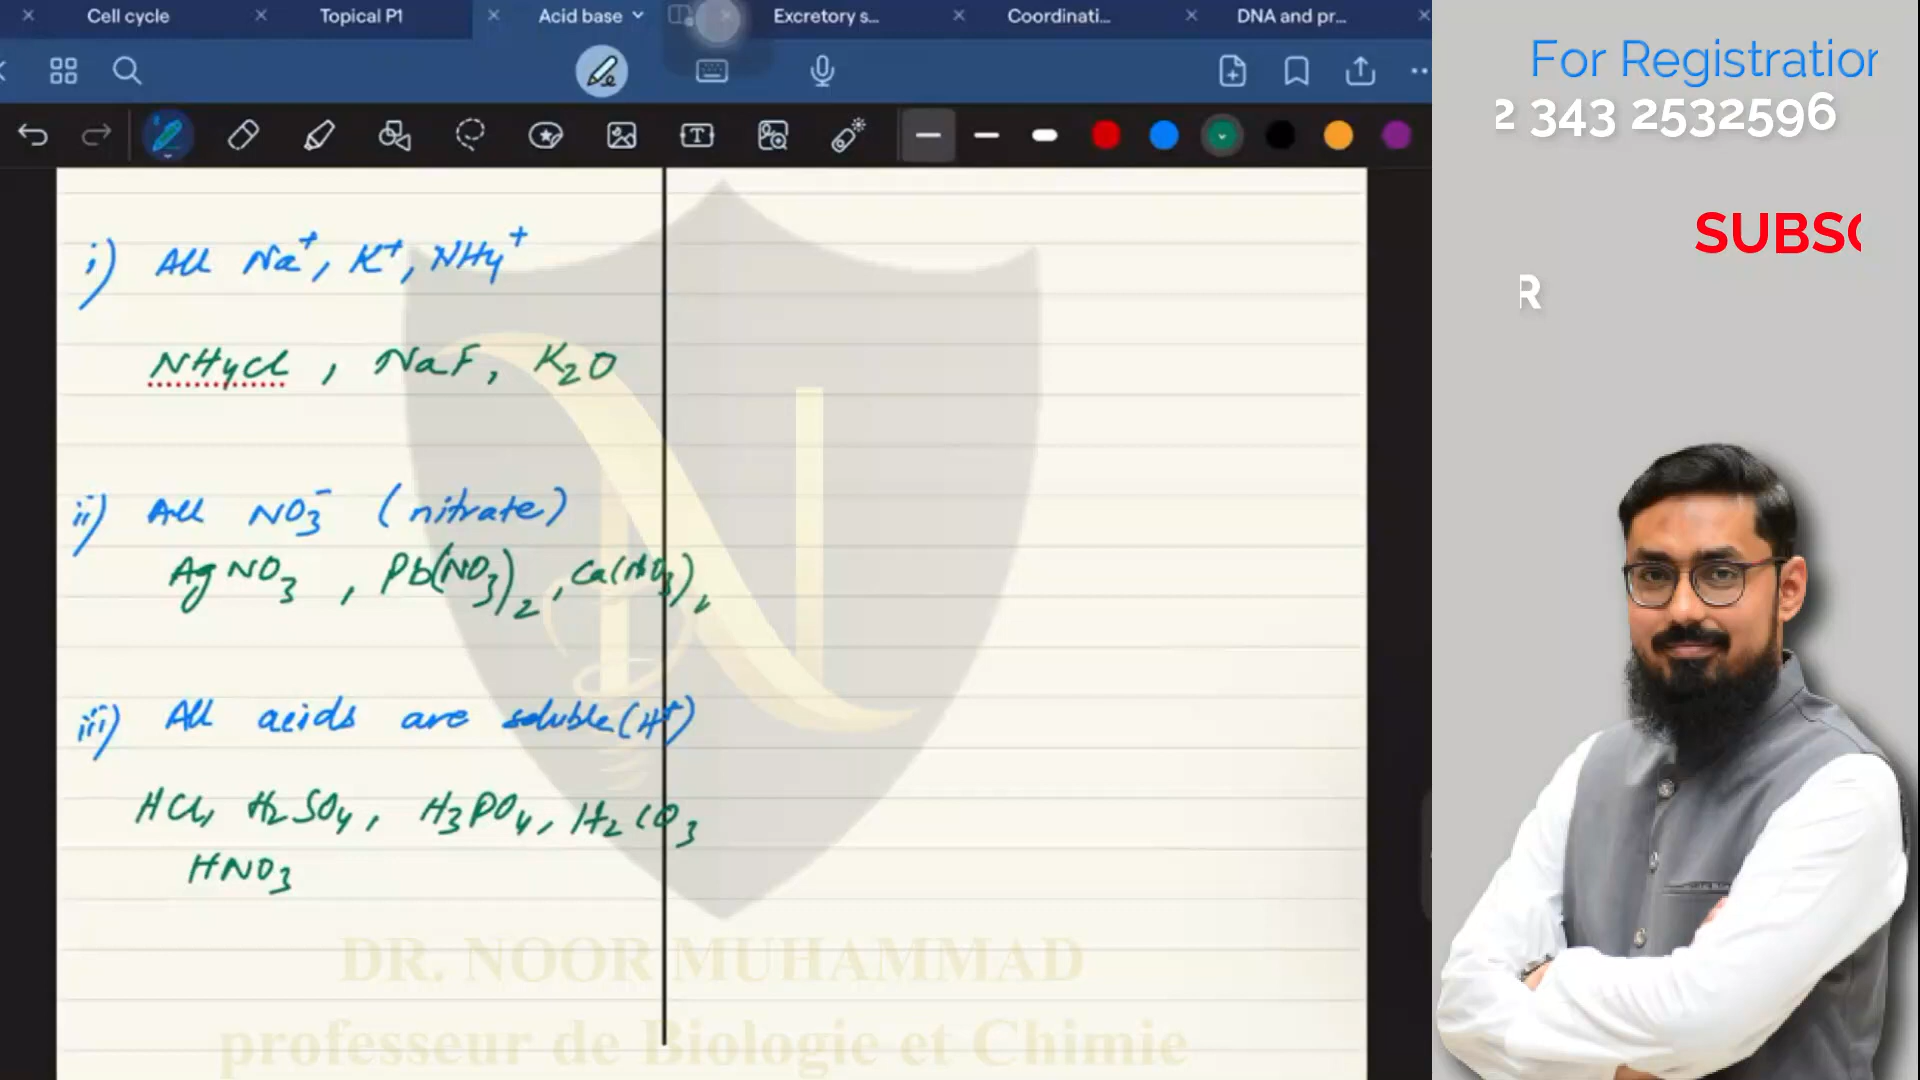 Cell cycle Topical P1 Acid base Excretory s... Coordinati... DNA and pr...
For Registration
2 343 2532596
SUBSC
R
i) All Na⁺, K⁺, NH₄⁺
NH₄Cl , NaF, K₂O
ii) All NO₃⁻ (nitrate)
AgNO₃ , Pb(NO₃)₂, Ca(NO₃)₂
iii) All acids are soluble (H⁺)
HCl, H₂SO₄, H₃PO₄, H₂CO₃
HNO₃
DR. NOOR MUHAMMAD
professeur de Biologie et Chimie